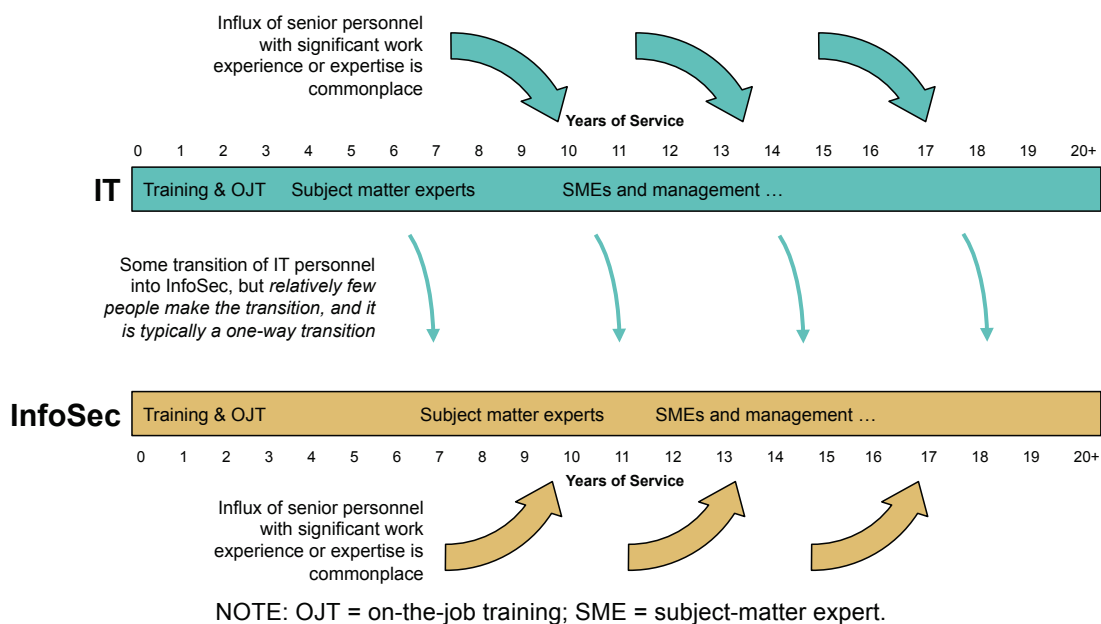 Influx of senior personnel
with significant work
experience or expertise is
commonplace
Years of Service
0 1 2 3 4 5 6 7 8 9 10 11 12 13 14 15 16 17 18 19 20+
IT
Training & OJT Subject matter experts SMEs and management …
Some transition of IT personnel
into InfoSec, but relatively few
people make the transition, and it
is typically a one-way transition
InfoSec
Training & OJT Subject matter experts SMEs and management …
0 1 2 3 4 5 6 7 8 9 10 11 12 13 14 15 16 17 18 19 20+
Years of Service
Influx of senior personnel
with significant work
experience or expertise is
commonplace
NOTE: OJT = on-the-job training; SME = subject-matter expert.